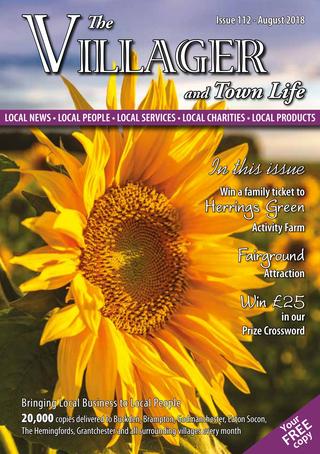 The
Issue 112 - August 2018
VILLAGER
and Town Life
LOCAL NEWS • LOCAL PEOPLE • LOCAL SERVICES • LOCAL CHARITIES • LOCAL PRODUCTS
In this issue
Win a family ticket to
Herrings Green
Activity Farm
Fairground
Attraction
Win £25
in our
Prize Crossword
Bringing Local Business to Local People
20,000 copies delivered to Buckden, Brampton, Godmanchester, Eaton Socon,
The Hemingfords, Grantchester and all surrounding villages every month
Your
FREE
copy